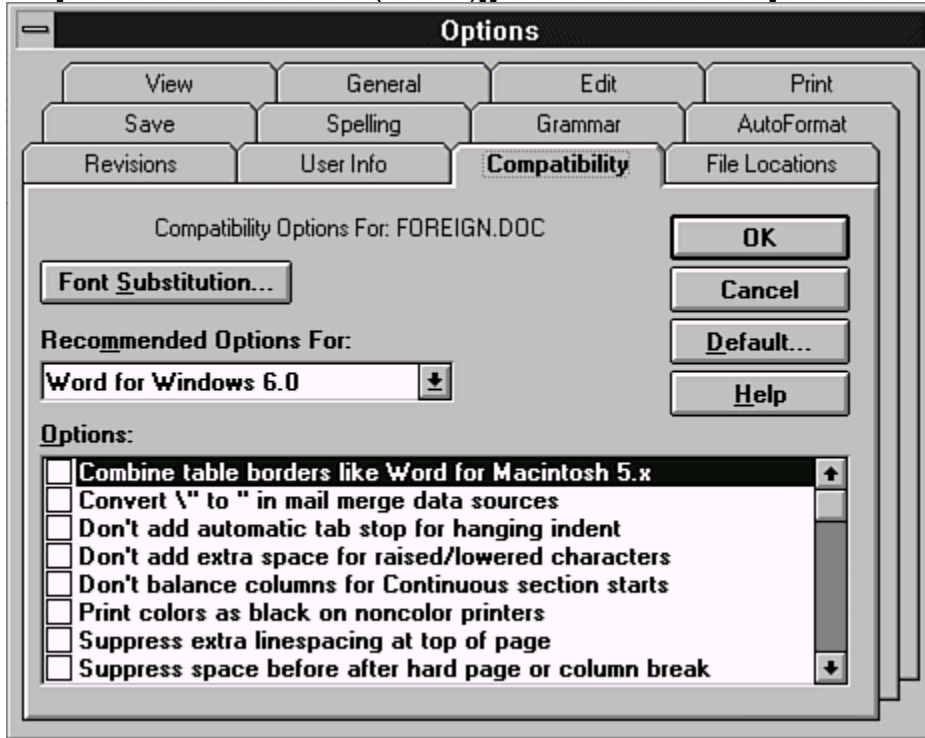 Options
View General Edit Print
Save Spelling Grammar AutoFormat
Revisions User Info Compatibility File Locations
Compatibility Options For: FOREIGN.DOC
OK
Font Substitution...
Cancel
Recommended Options For:
Default...
Word for Windows 6.0
Help
Options:
Combine table borders like Word for Macintosh 5.x
Convert \" to " in mail merge data sources
Don't add automatic tab stop for hanging indent
Don't add extra space for raised/lowered characters
Don't balance columns for Continuous section starts
Print colors as black on noncolor printers
Suppress extra linespacing at top of page
Suppress space before after hard page or column break